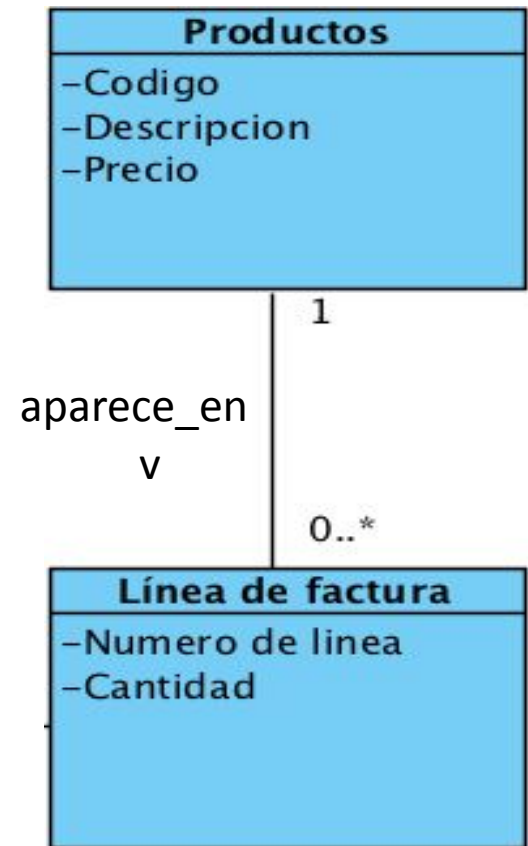 Productos
–Codigo
–Descripcion
–Precio
1
aparece_en
v
0..*
Línea de factura
–Numero de linea
–Cantidad